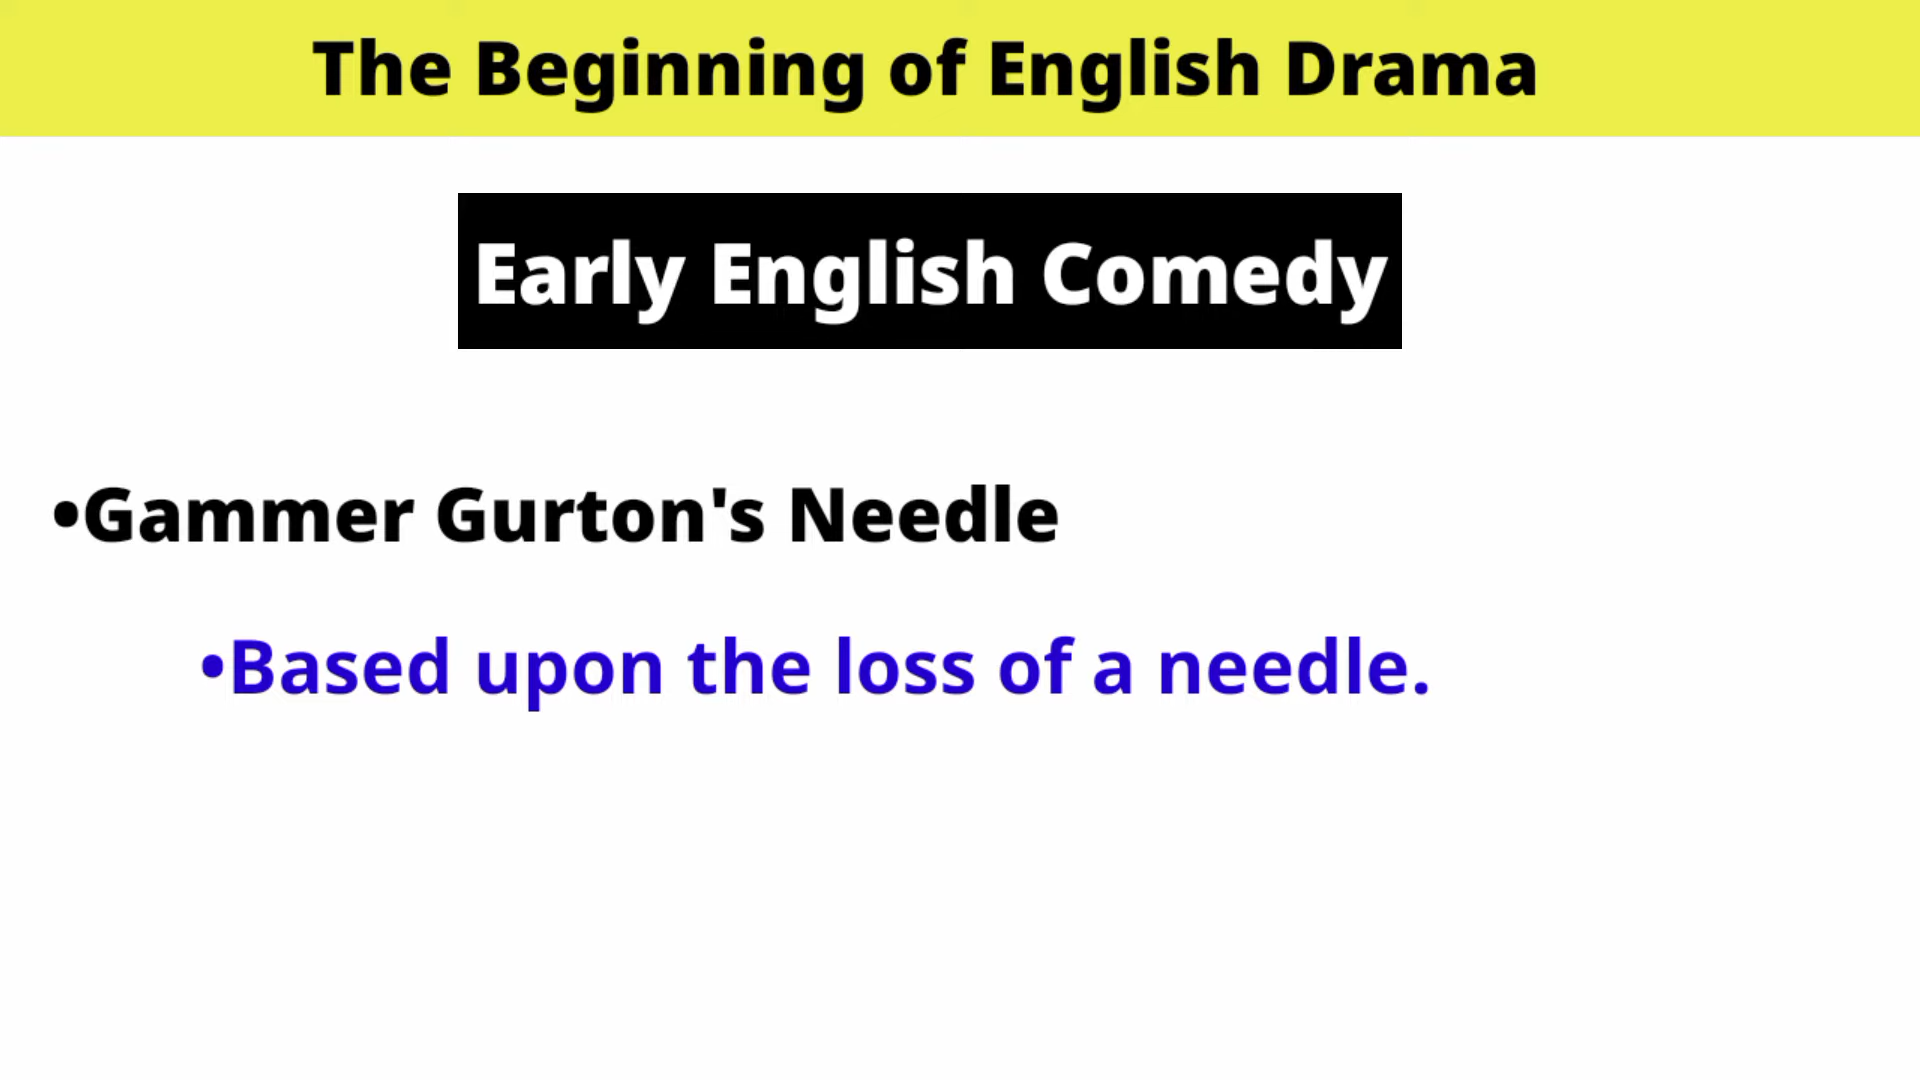 The Beginning of English Drama
Early English Comedy
•Gammer Gurton's Needle
•Based upon the loss of a needle.